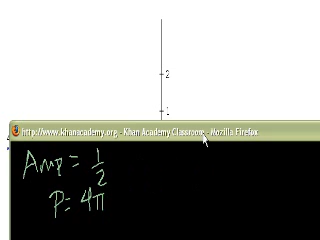 2
1
http://www.khanacademy.org - Khan Academy Classroom - Mozilla Firefox
Amp = 1/2
P = 4π